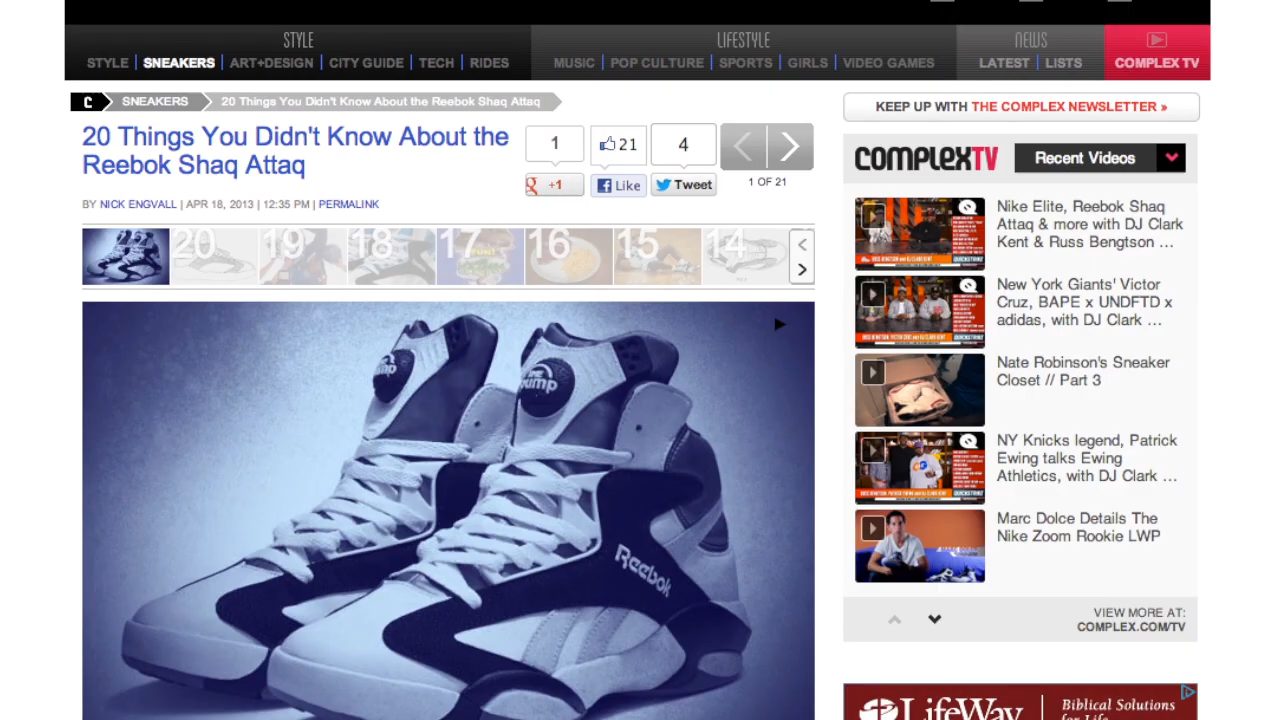 STYLE
LIFESTYLE
NEWS
STYLE | SNEAKERS | ART+DESIGN | CITY GUIDE | TECH | RIDES
MUSIC | POP CULTURE | SPORTS | GIRLS | VIDEO GAMES
LATEST | LISTS
COMPLEX TV
C
SNEAKERS
20 Things You Didn't Know About the Reebok Shaq Attaq
20 Things You Didn't Know About the
Reebok Shaq Attaq
BY NICK ENGVALL | APR 18, 2013 | 12:35 PM | PERMALINK
1
21
4
g +1
Like
Tweet
1 OF 21
20
19
18
17
16
15
14
THE
Pump
Reebok
KEEP UP WITH THE COMPLEX NEWSLETTER »
COMPLEXTV
Recent Videos
Nike Elite, Reebok Shaq
Attaq & more with DJ Clark
Kent & Russ Bengtson ...
New York Giants' Victor
Cruz, BAPE x UNDFTD x
adidas, with DJ Clark ...
Nate Robinson's Sneaker
Closet // Part 3
NY Knicks legend, Patrick
Ewing talks Ewing
Athletics, with DJ Clark ...
Marc Dolce Details The
Nike Zoom Rookie LWP
VIEW MORE AT:
COMPLEX.COM/TV
LifeWay
Biblical Solutions
for Life